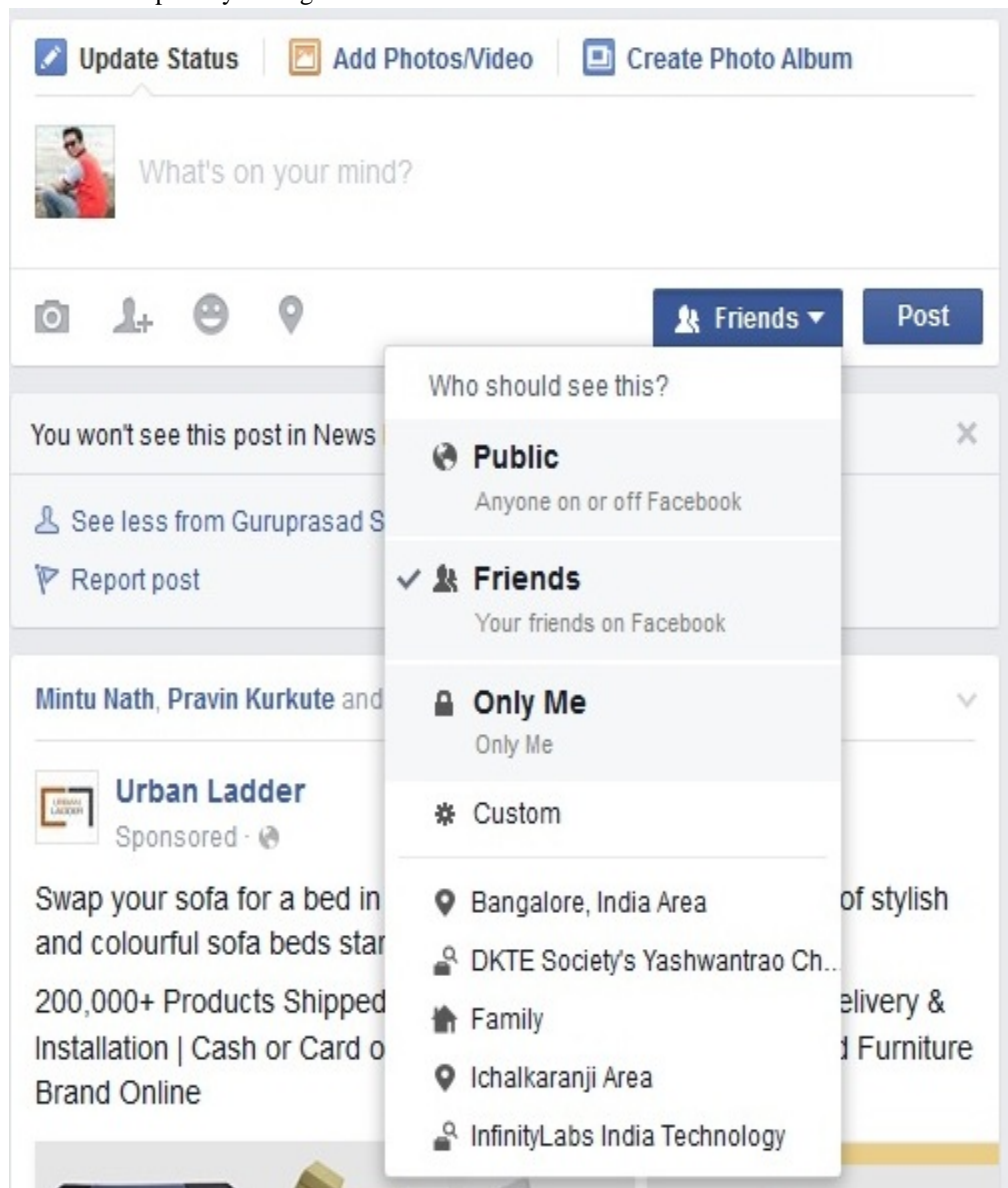 Update Status
Add Photos/Video
Create Photo Album
What's on your mind?
Friends
Post
Who should see this?
You won't see this post in News
Public
Anyone on or off Facebook
See less from Guruprasad S
Report post
Friends
Your friends on Facebook
Mintu Nath, Pravin Kurkute and
Only Me
Only Me
Urban Ladder
Sponsored ·
URBAN
LADDER
Custom
Swap your sofa for a bed in
of stylish
and colourful sofa beds star
Bangalore, India Area
DKTE Society's Yashwantrao Ch...
200,000+ Products Shipped
elivery &
Family
Installation | Cash or Card o
d Furniture
Brand Online
Ichalkaranji Area
InfinityLabs India Technology